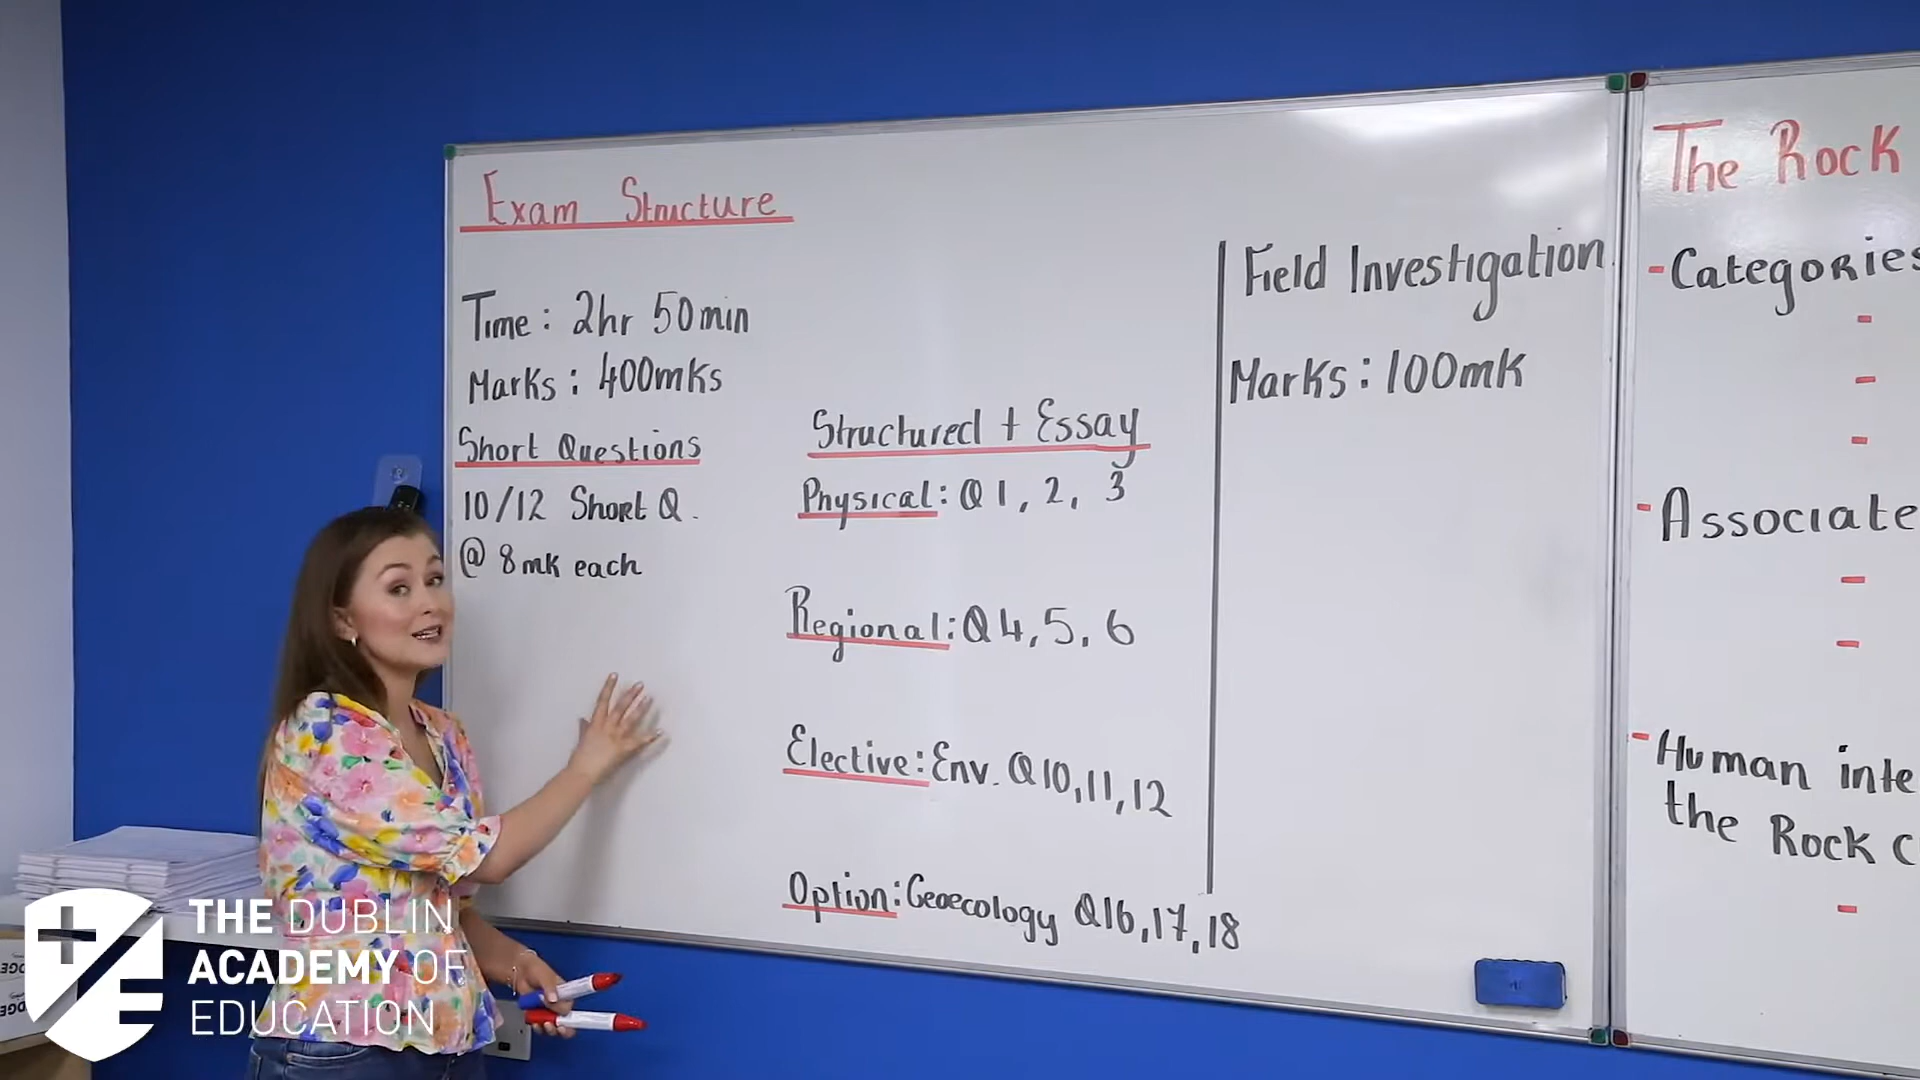 Exam Structure
Time: 2hr 50min
Marks: 400mks
Short Questions
10/12 Short Q.
@ 8mk each
Structured + Essay
Physical: Q1, 2, 3
Regional: Q4, 5, 6
Elective: Env. Q10, 11, 12
Option: Geoecology Q16, 17, 18
Field Investigation
Marks: 100mk
The Rock
- Categories
-
-
-
- Associate
-
-
- Human inte
the Rock C
-
THE DUBLIN
ACADEMY OF
EDUCATION